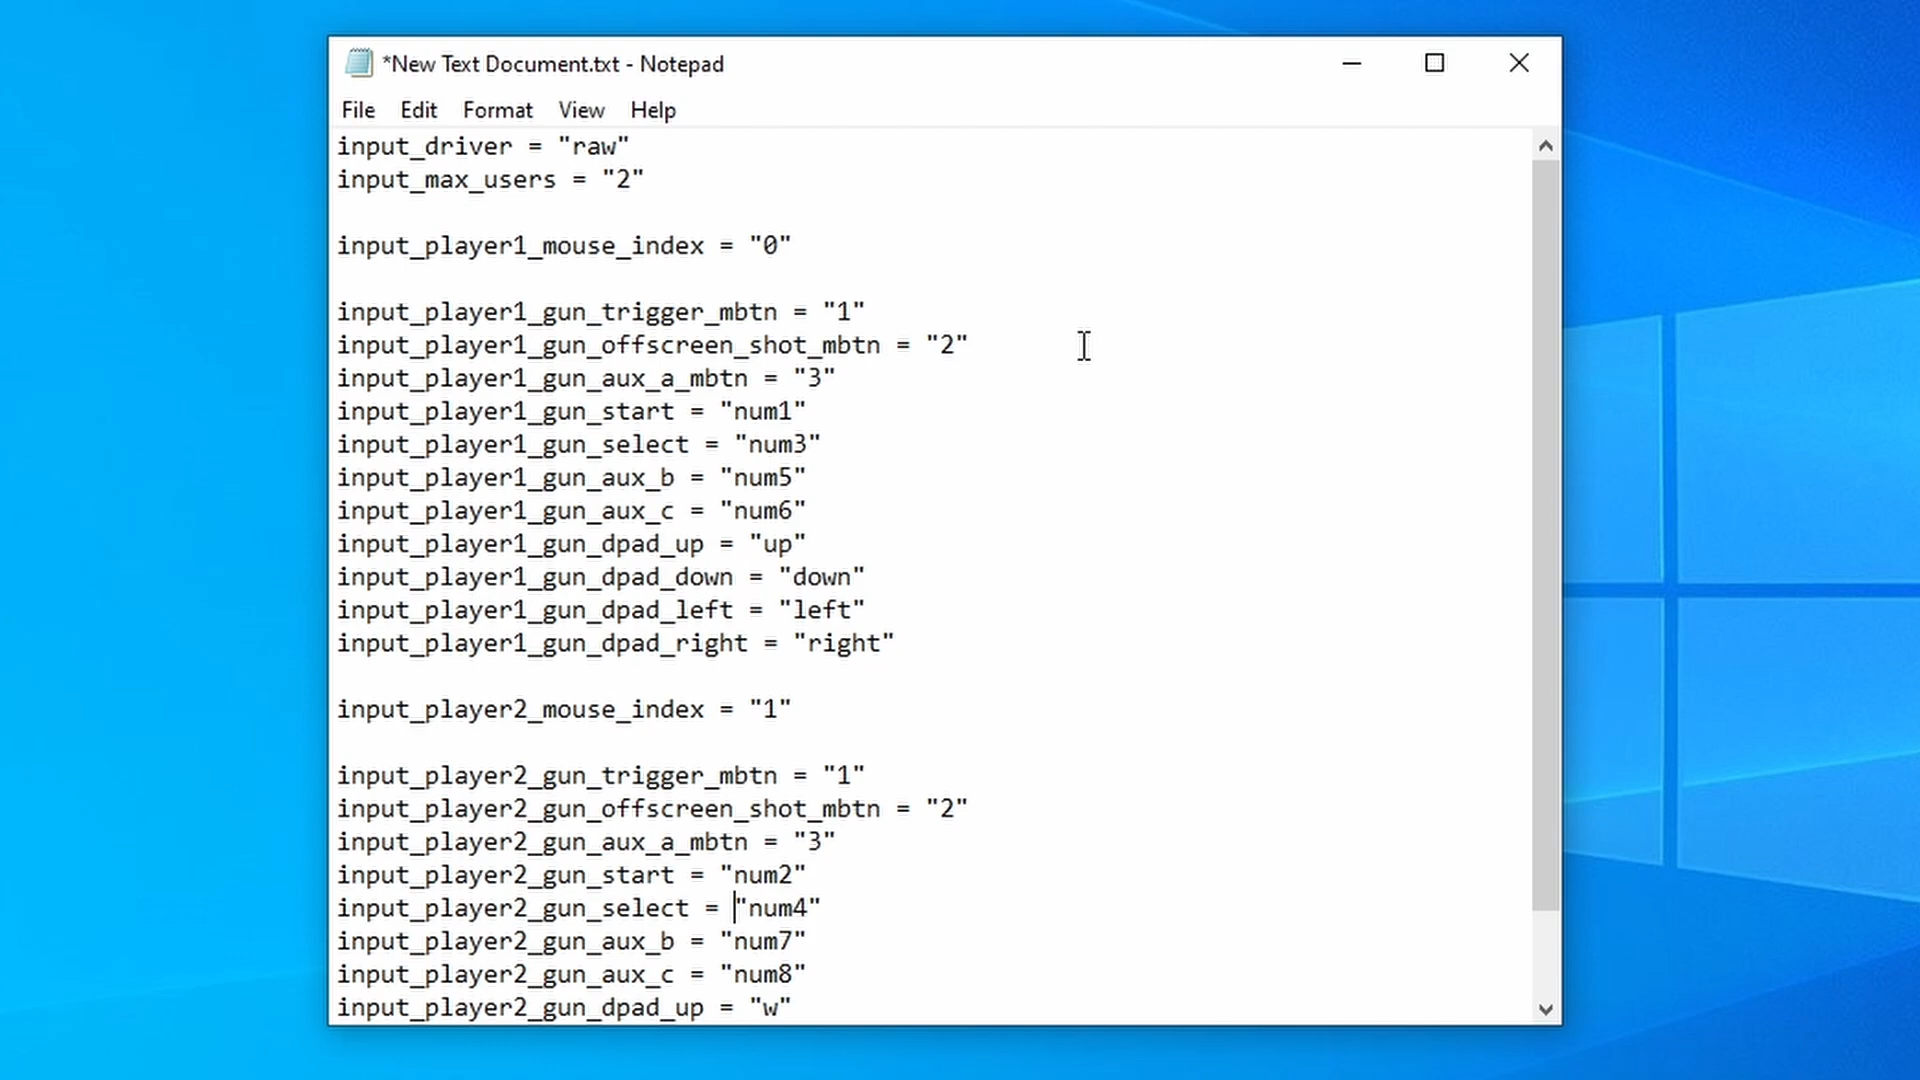 *New Text Document.txt - Notepad
File Edit Format View Help
input_driver = "raw"
input_max_users = "2"
input_player1_mouse_index = "0"
input_player1_gun_trigger_mbtn = "1"
input_player1_gun_offscreen_shot_mbtn = "2"
input_player1_gun_aux_a_mbtn = "3"
input_player1_gun_start = "num1"
input_player1_gun_select = "num3"
input_player1_gun_aux_b = "num5"
input_player1_gun_aux_c = "num6"
input_player1_gun_dpad_up = "up"
input_player1_gun_dpad_down = "down"
input_player1_gun_dpad_left = "left"
input_player1_gun_dpad_right = "right"
input_player2_mouse_index = "1"
input_player2_gun_trigger_mbtn = "1"
input_player2_gun_offscreen_shot_mbtn = "2"
input_player2_gun_aux_a_mbtn = "3"
input_player2_gun_start = "num2"
input_player2_gun_select = "num4"
input_player2_gun_aux_b = "num7"
input_player2_gun_aux_c = "num8"
input_player2_gun_dpad_up = "w"